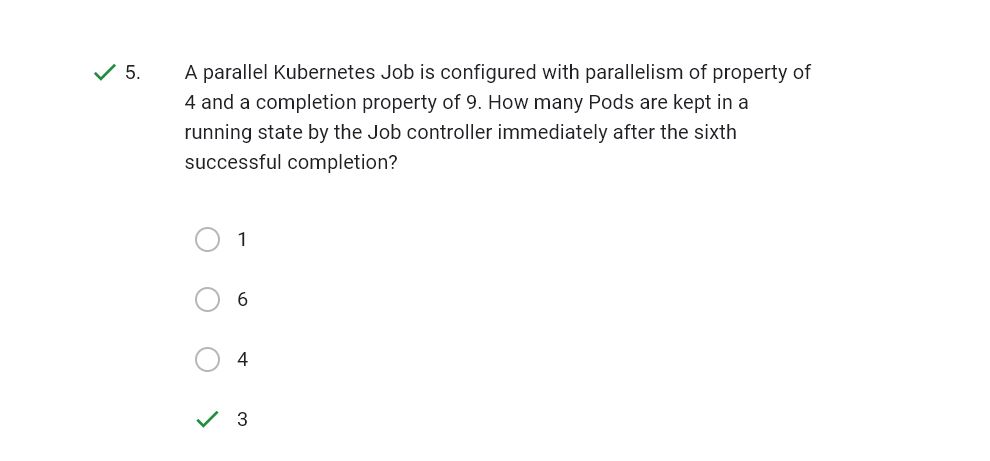 5.
A parallel Kubernetes Job is configured with parallelism of property of
4 and a completion property of 9. How many Pods are kept in a
running state by the Job controller immediately after the sixth
successful completion?
1
6
4
3